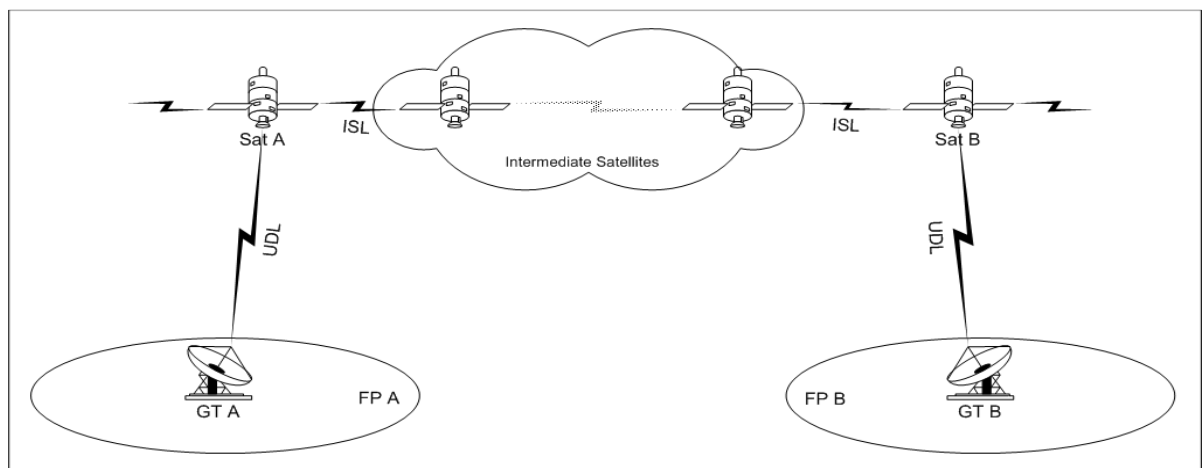 Sat A
ISL
Intermediate Satellites
ISL
Sat B
UDL
UDL
GT A
FP A
FP B
GT B